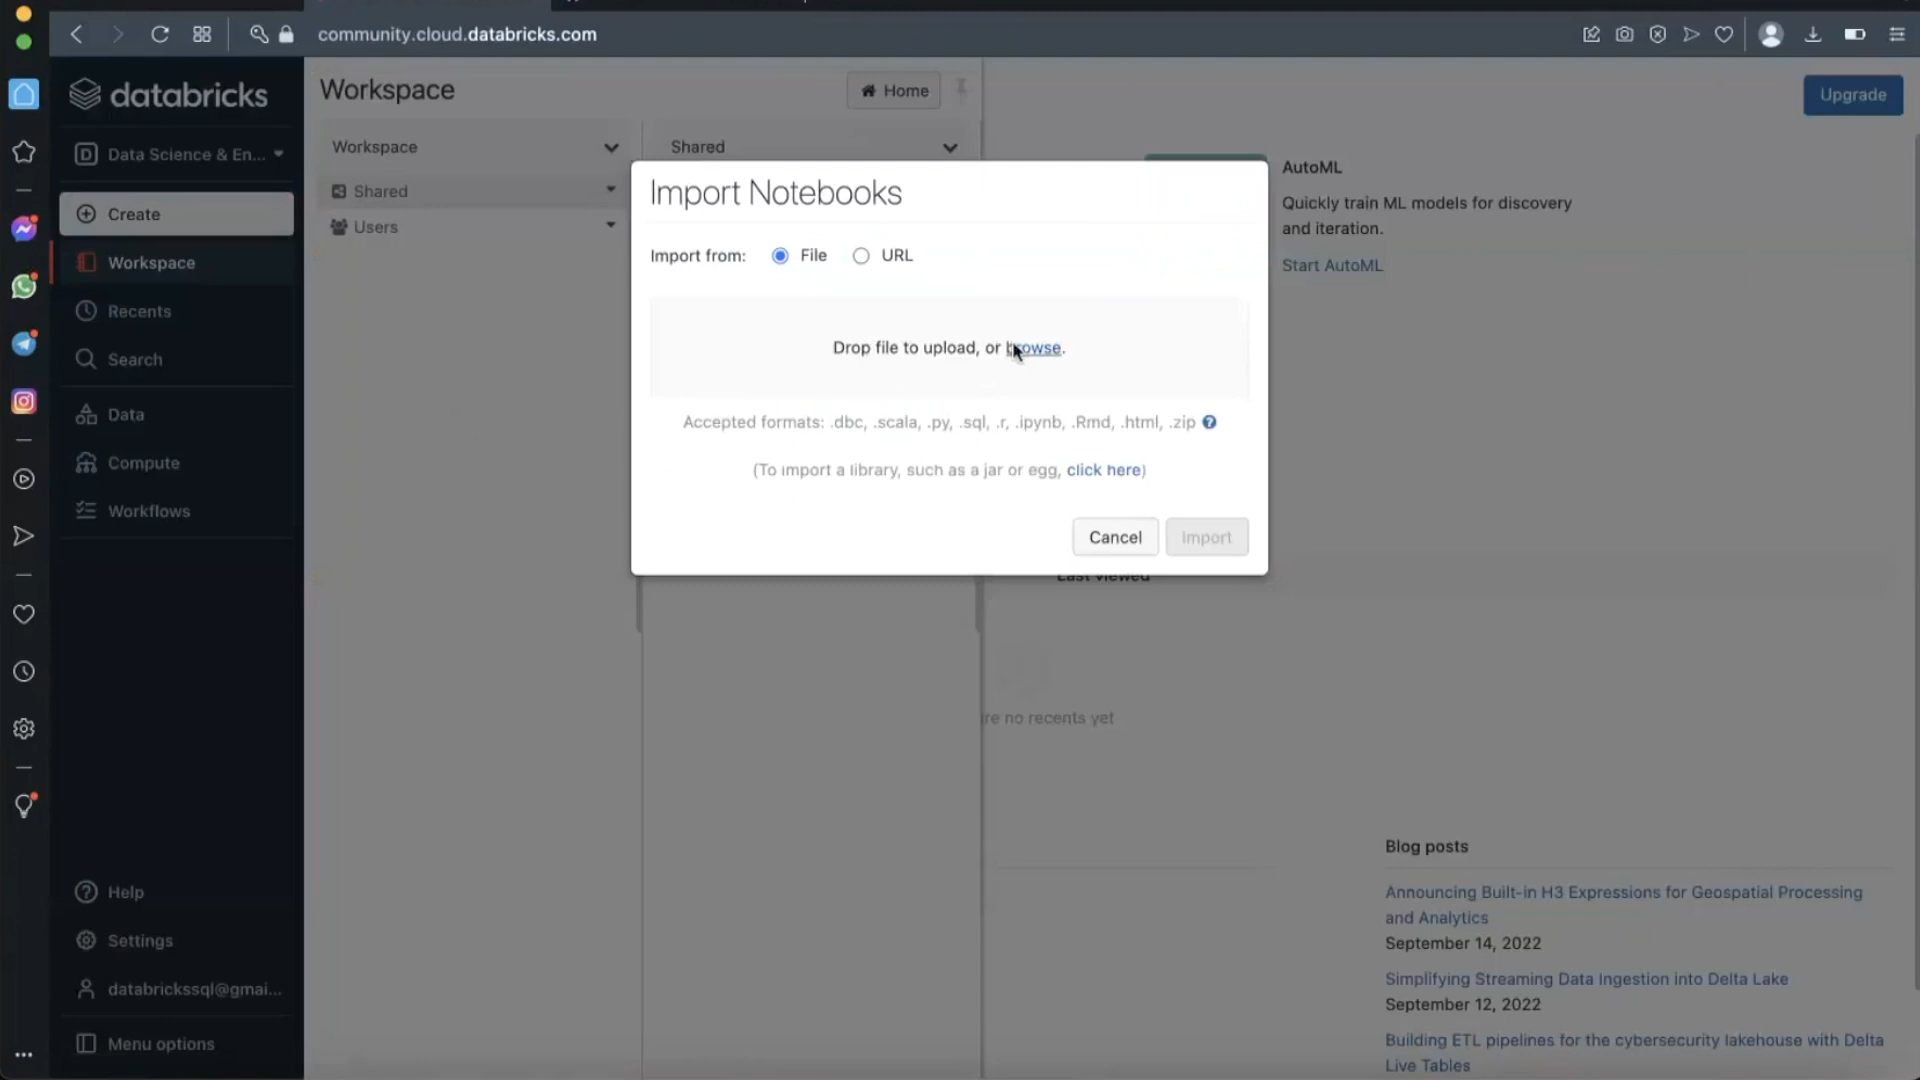 community.cloud.databricks.com
databricks
Data Science & En...
Create
Workspace
Recents
Search
Data
Compute
Workflows
Help
Settings
databrickssql@gmai...
Menu options
Workspace
Home
Workspace
Shared
Users
Shared
Import Notebooks
Import from:
File
URL
Drop file to upload, or browse.
Accepted formats: .dbc, .scala, .py, .sql, .r, .ipynb, .Rmd, .html, .zip
(To import a library, such as a jar or egg, click here)
Cancel
Import
Upgrade
AutoML
Quickly train ML models for discovery
and iteration.
Start AutoML
Last viewed
re no recents yet
Blog posts
Announcing Built-in H3 Expressions for Geospatial Processing
and Analytics
September 14, 2022
Simplifying Streaming Data Ingestion into Delta Lake
September 12, 2022
Building ETL pipelines for the cybersecurity lakehouse with Delta
Live Tables